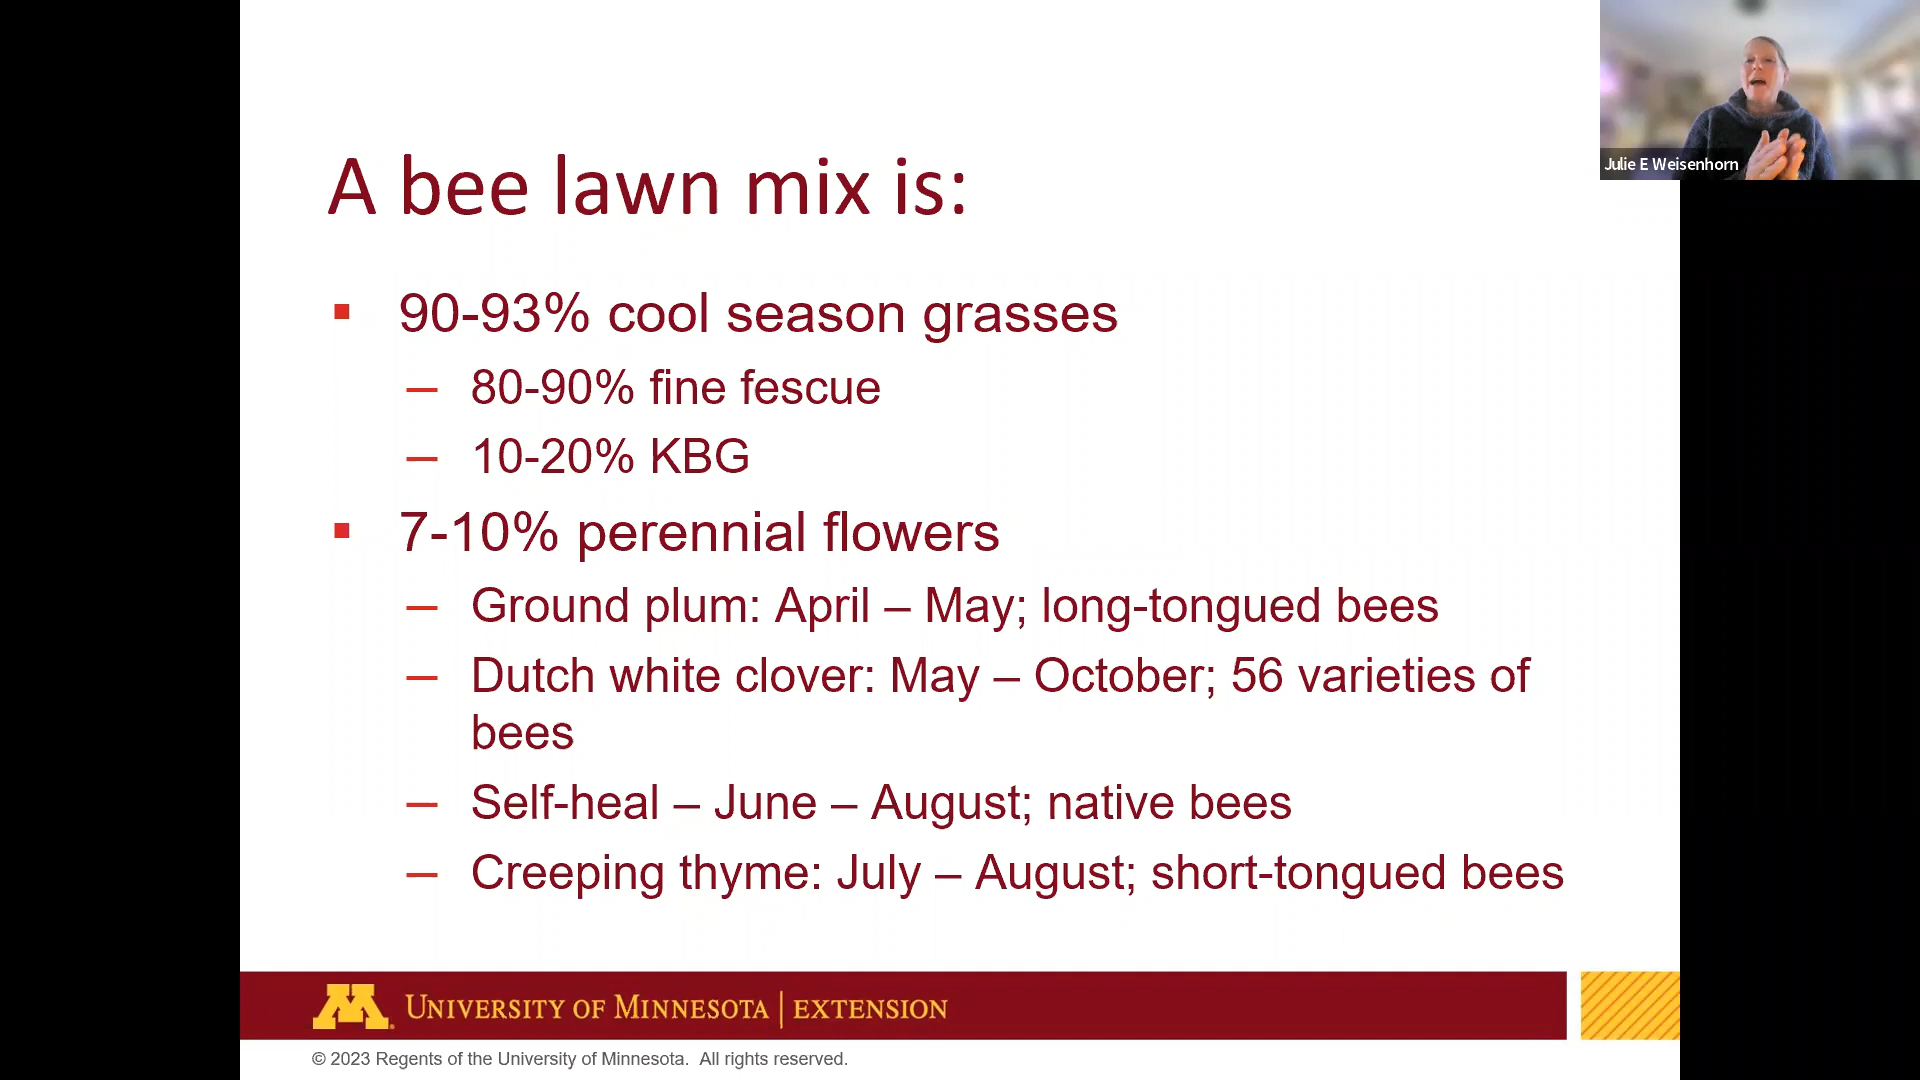 Julie E Weisenhorn
A bee lawn mix is:
90-93% cool season grasses
– 80-90% fine fescue
– 10-20% KBG
7-10% perennial flowers
– Ground plum: April – May; long-tongued bees
– Dutch white clover: May – October; 56 varieties of
bees
– Self-heal – June – August; native bees
– Creeping thyme: July – August; short-tongued bees
M UNIVERSITY OF MINNESOTA | EXTENSION
© 2023 Regents of the University of Minnesota. All rights reserved.